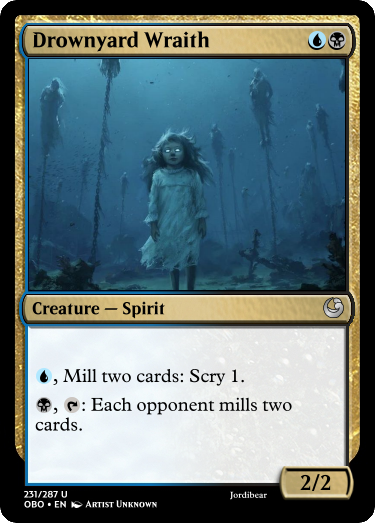 Drownyard Wraith
Creature — Spirit
, Mill two cards: Scry 1.
, : Each opponent mills two
cards.
2/2
231/287 U
OBO • EN Artist Unknown
Jordibear